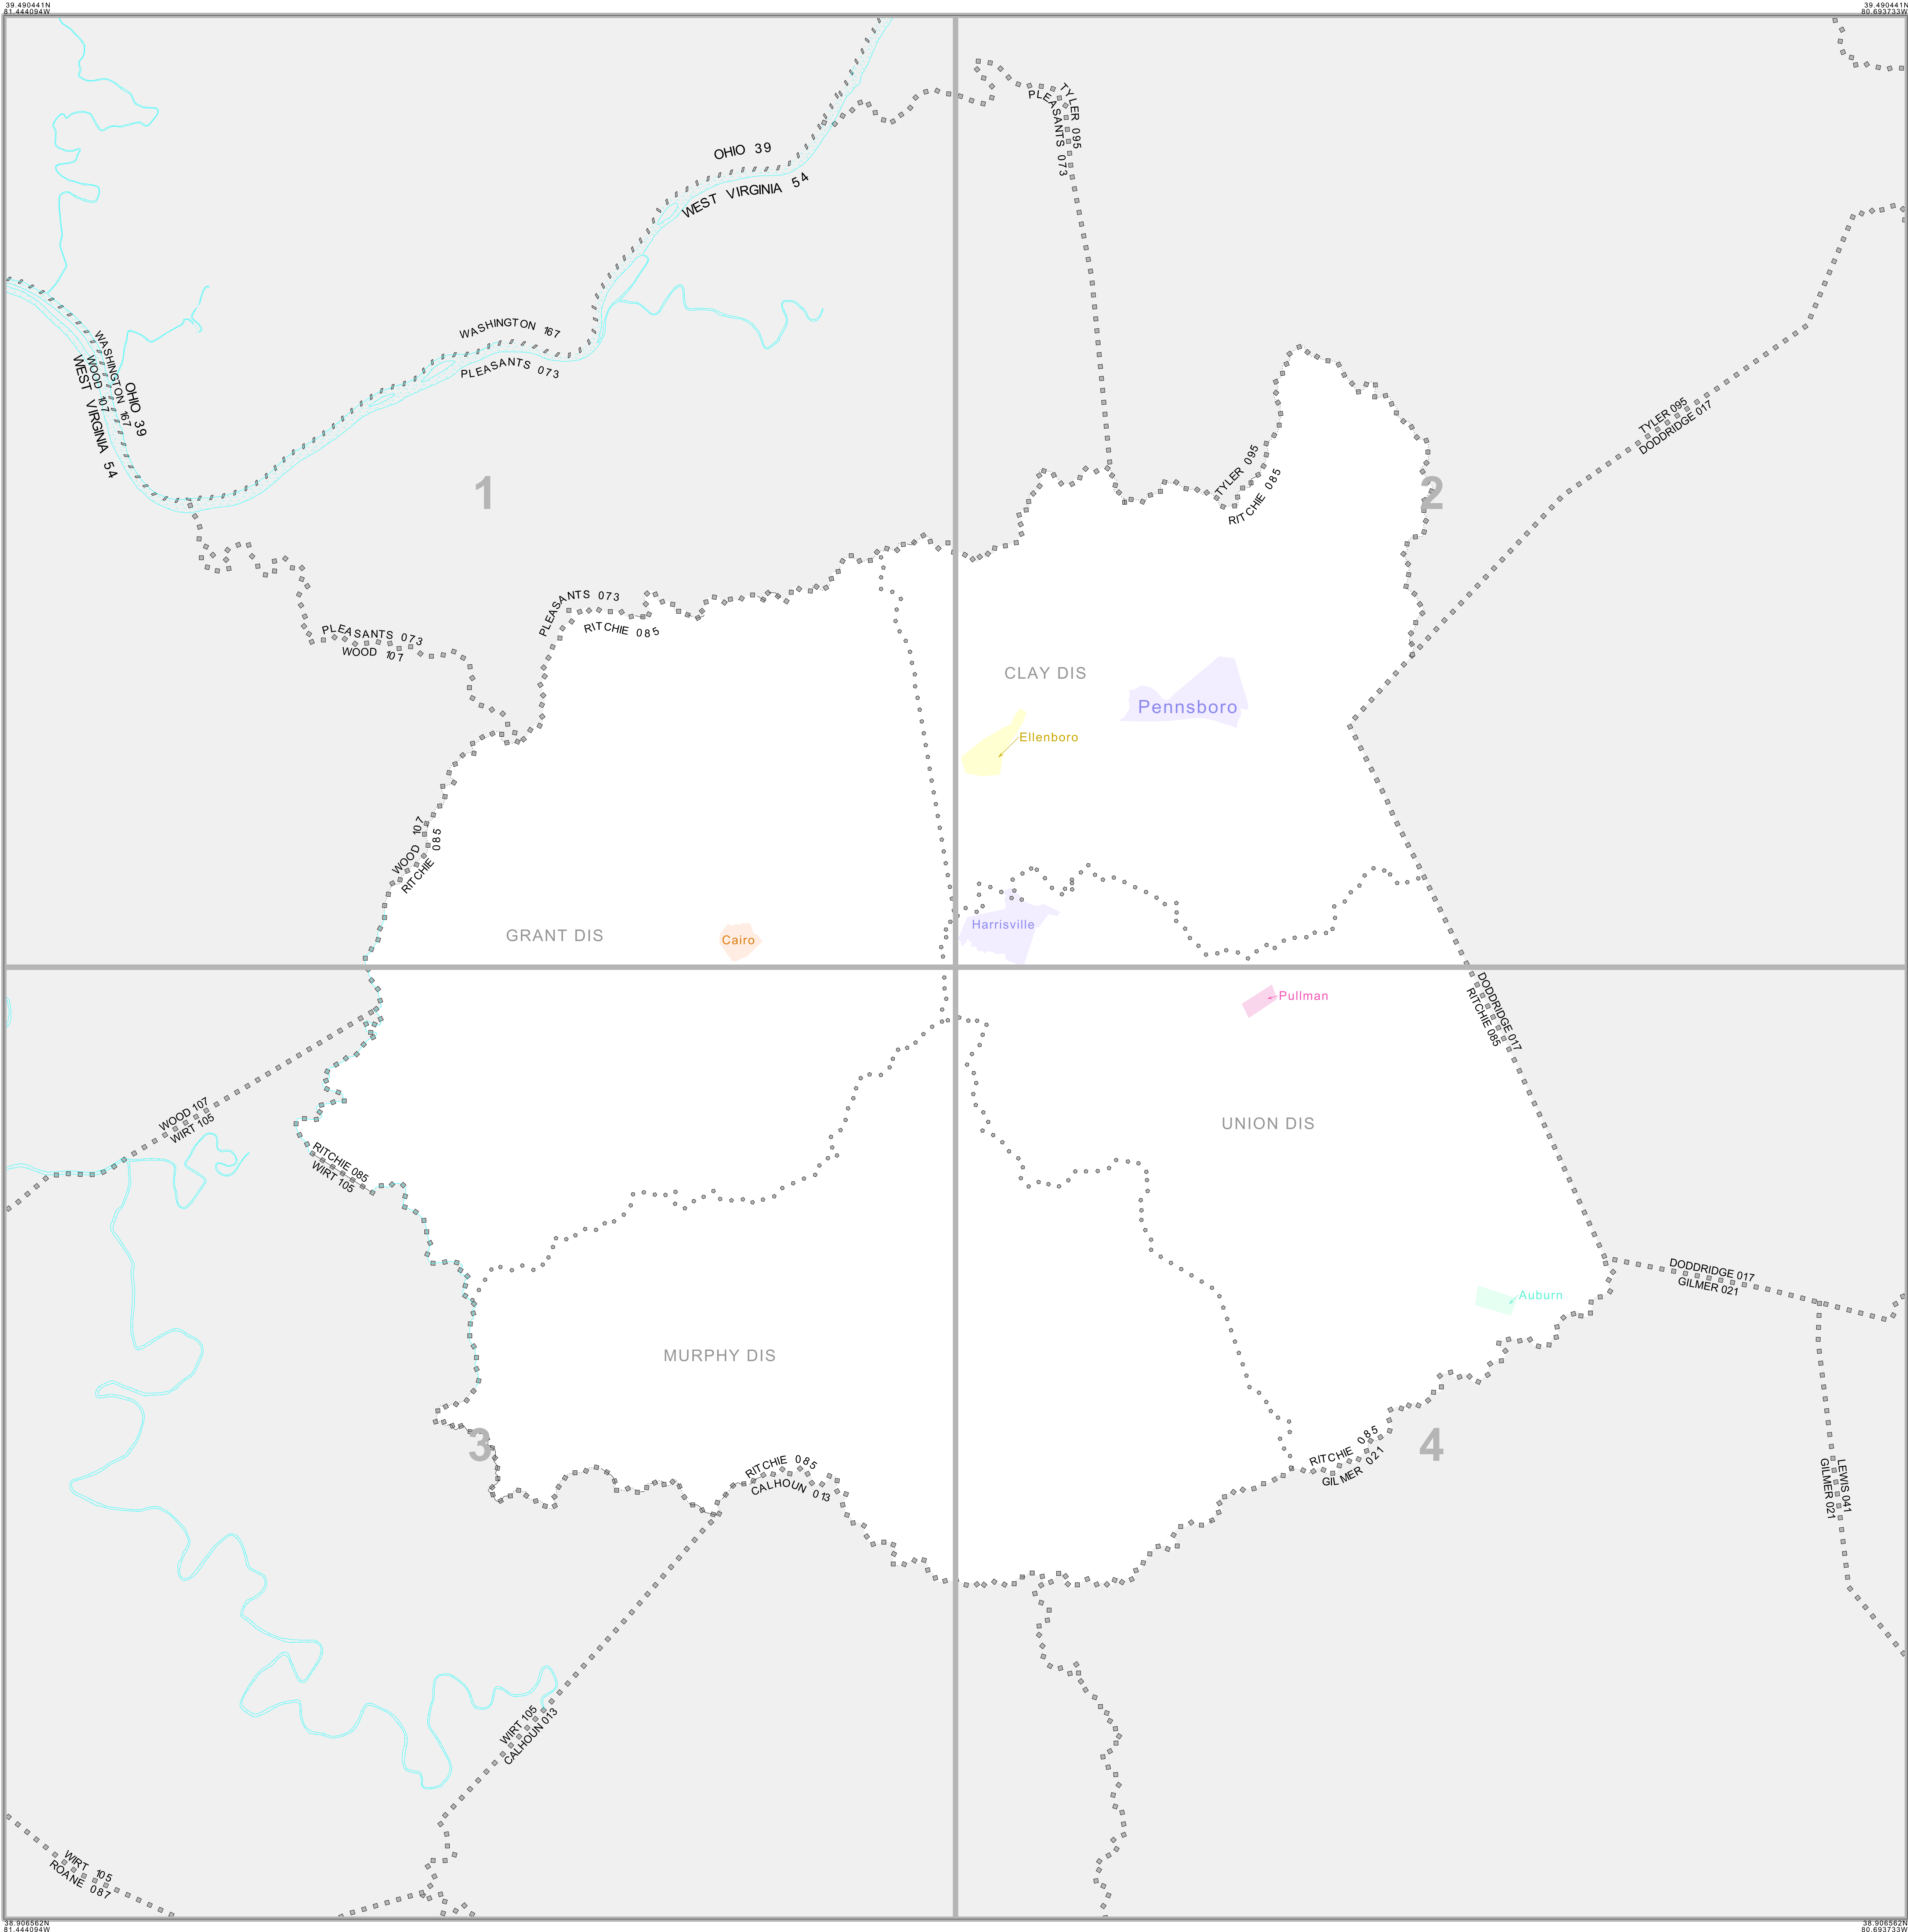 39.490441N
81.444094W
39.490441N
80.693733W
TYLER 095
PLEASANTS 073
OHIO 39
WEST VIRGINIA 54
WASHINGTON 167
PLEASANTS 073
OHIO 39
WASHINGTON 167
WOOD 107
WEST VIRGINIA 54
TYLER 095
DODDRIDGE 017
TYLER 095
RITCHIE 085
1
2
PLEASANTS 073
RITCHIE 085
PLEASANTS 073
WOOD 107
CLAY DIS
Pennsboro
Ellenboro
WOOD 107
RITCHIE 085
Harrisville
GRANT DIS
Cairo
Pullman
DODDRIDGE 017
RITCHIE 085
WOOD 107
WIRT 105
UNION DIS
RITCHIE 085
WIRT 105
DODDRIDGE 017
GILMER 021
Auburn
MURPHY DIS
3
4
RITCHIE 085
GILMER 021
RITCHIE 085
CALHOUN 013
LEWIS 041
GILMER 021
WIRT 105
CALHOUN 013
WIRT 105
ROANE 087
38.906562N
81.444094W
38.906562N
80.693733W